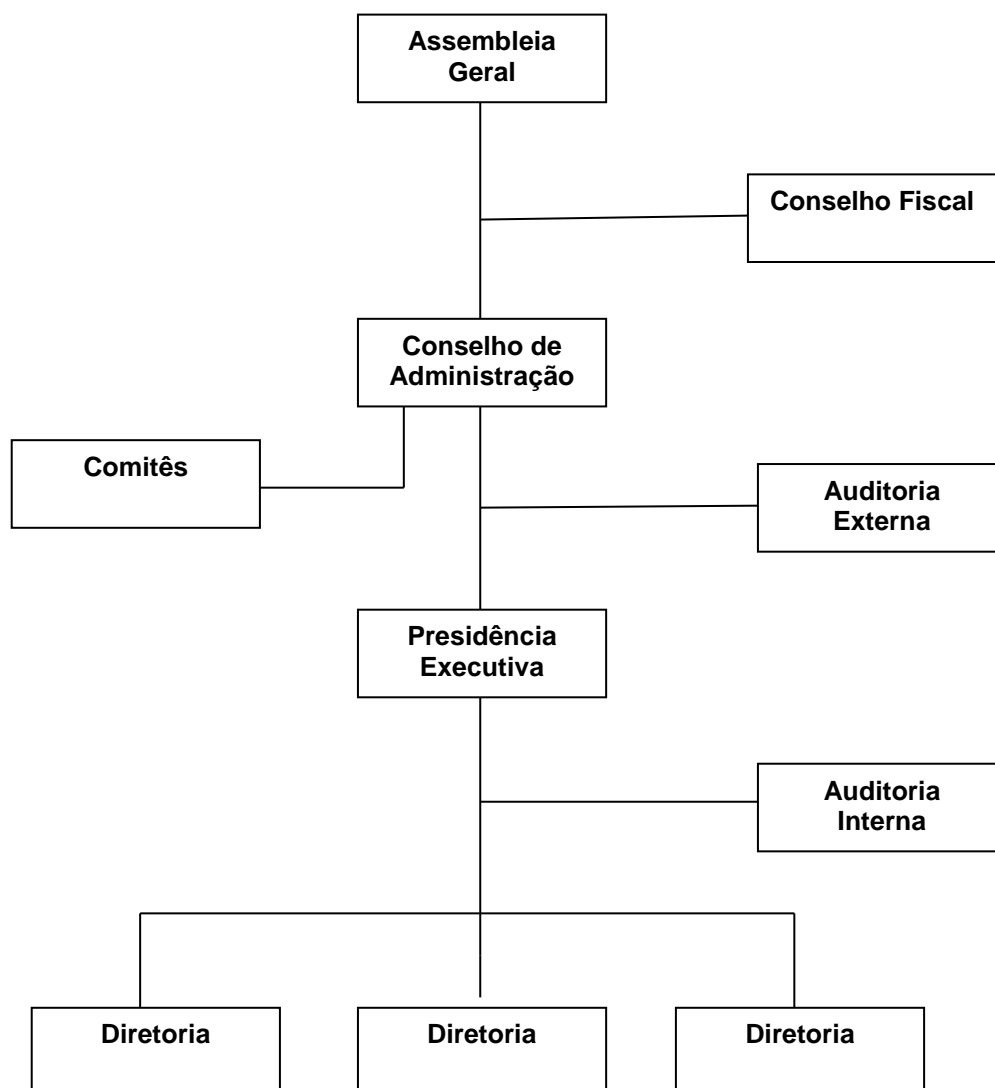 Assembleia
Geral
Conselho Fiscal
Conselho de
Administração
Comitês
Auditoria
Externa
Presidência
Executiva
Auditoria
Interna
Diretoria
Diretoria
Diretoria